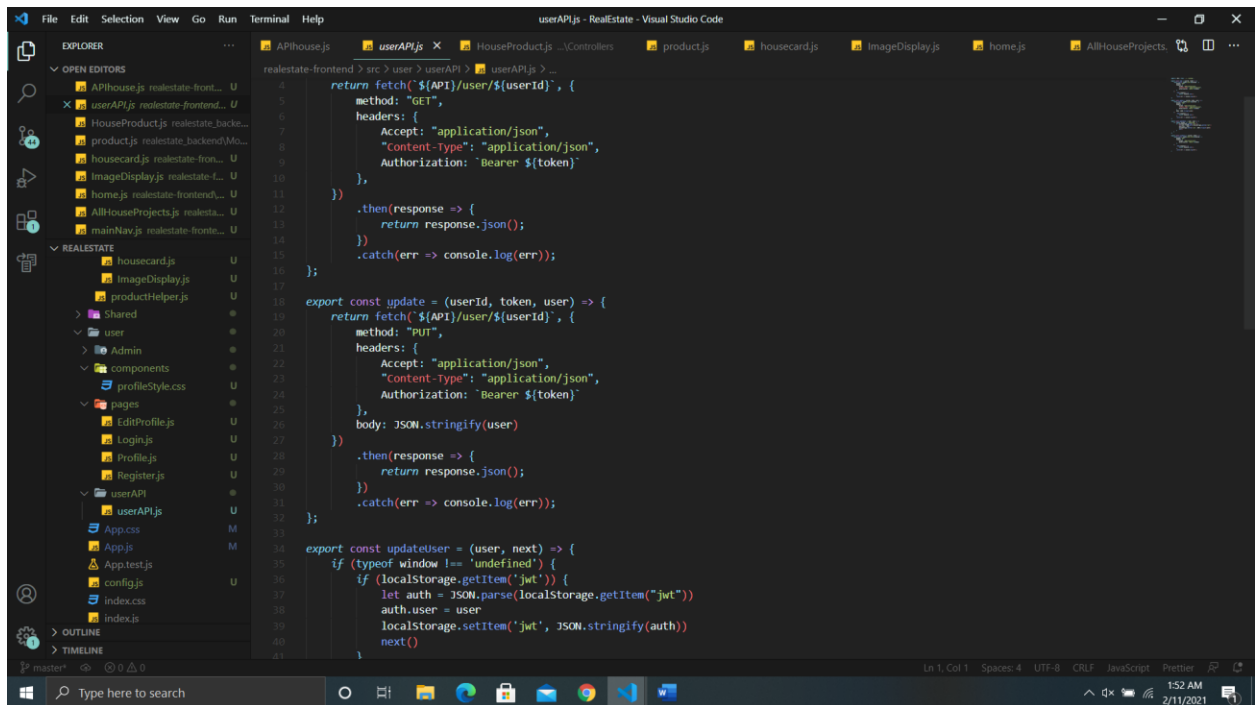 File Edit Selection View Go Run Terminal Help userAPI.js - RealEstate - Visual Studio Code
EXPLORER
APIhouse.js userAPI.js HouseProduct.js ...\Controllers product.js housecard.js ImageDisplay.js home.js AllHouseProjects.
realestate-frontend > src > user > userAPI > userAPI.js > ...
OPEN EDITORS
APIhouse.js realestate-front... U
userAPI.js realestate-frontend... U
HouseProduct.js realestate_backe...
product.js realestate_backend\Mo...
housecard.js realestate-fron... U
ImageDisplay.js realestate-f... U
home.js realestate-frontend\... U
AllHouseProjects.js realesta... U
mainNav.js realestate-fronte... U
REALESTATE
housecard.js U
ImageDisplay.js U
productHelper.js U
Shared
user
Admin
components
profileStyle.css U
pages
EditProfile.js U
Login.js U
Profile.js U
Register.js U
userAPI
userAPI.js U
App.css M
App.js M
App.test.js
config.js U
index.css
index.js
OUTLINE
TIMELINE
44
1
1
4 return fetch(`${API}/user/${userId}`, {
5 method: "GET",
6 headers: {
7 Accept: "application/json",
8 "Content-Type": "application/json",
9 Authorization: `Bearer ${token}`
10 },
11 })
12 .then(response => {
13 return response.json();
14 })
15 .catch(err => console.log(err));
16 };
17
18 export const update = (userId, token, user) => {
19 return fetch(`${API}/user/${userId}`, {
20 method: "PUT",
21 headers: {
22 Accept: "application/json",
23 "Content-Type": "application/json",
24 Authorization: `Bearer ${token}`
25 },
26 body: JSON.stringify(user)
27 })
28 .then(response => {
29 return response.json();
30 })
31 .catch(err => console.log(err));
32 };
33
34 export const updateUser = (user, next) => {
35 if (typeof window !== 'undefined') {
36 if (localStorage.getItem('jwt')) {
37 let auth = JSON.parse(localStorage.getItem("jwt"))
38 auth.user = user
39 localStorage.setItem('jwt', JSON.stringify(auth))
40 next()
41 }
master* 0 0 Ln 1, Col 1 Spaces: 4 UTF-8 CRLF JavaScript Prettier
Type here to search
1:52 AM
2/11/2021